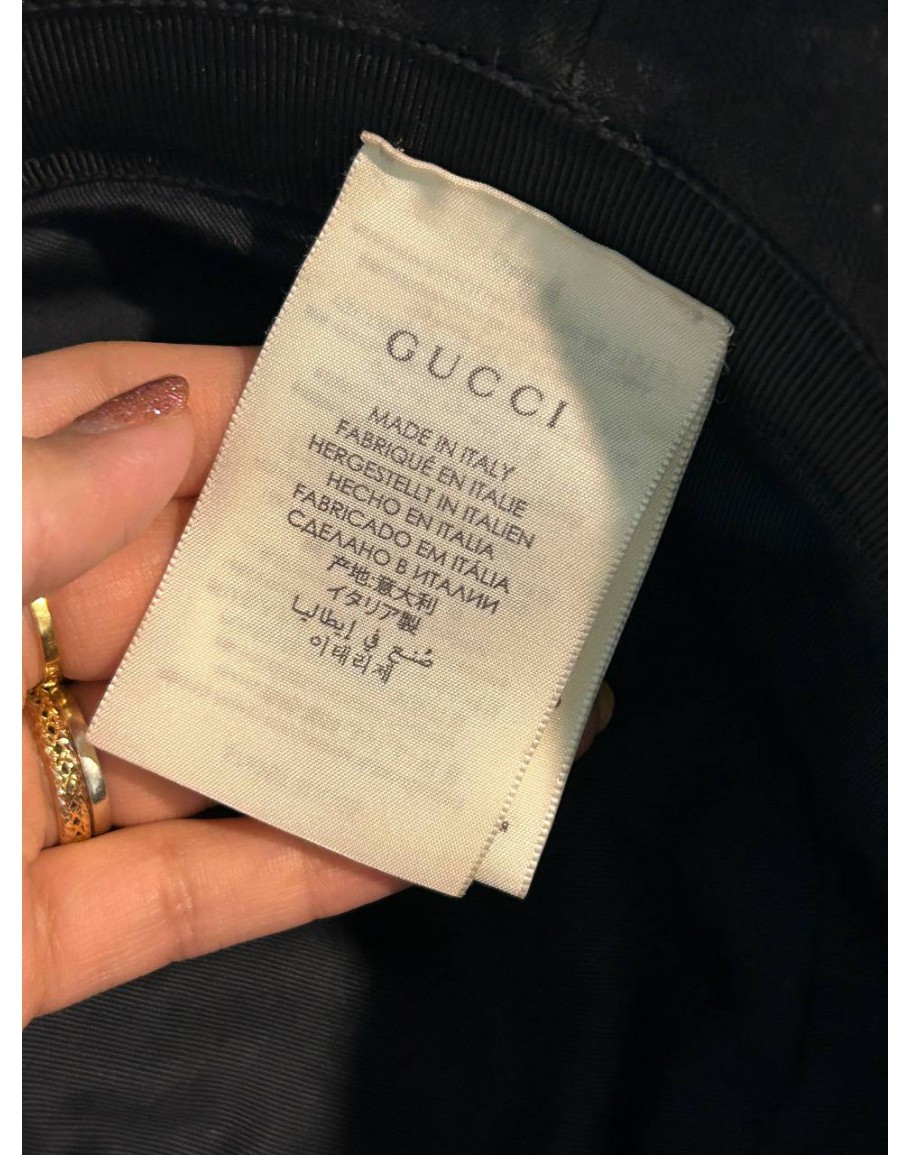 GUCCI
MADE IN ITALY
FABRIQUÉ EN ITALIE
HERGESTELLT IN ITALIEN
HECHO EN ITALIA
FABRICADO EM ITÁLIA
СДЕЛАНО В ИТАЛИИ
产地:意大利
イタリア製
صُنع في إيطاليا
이태리제